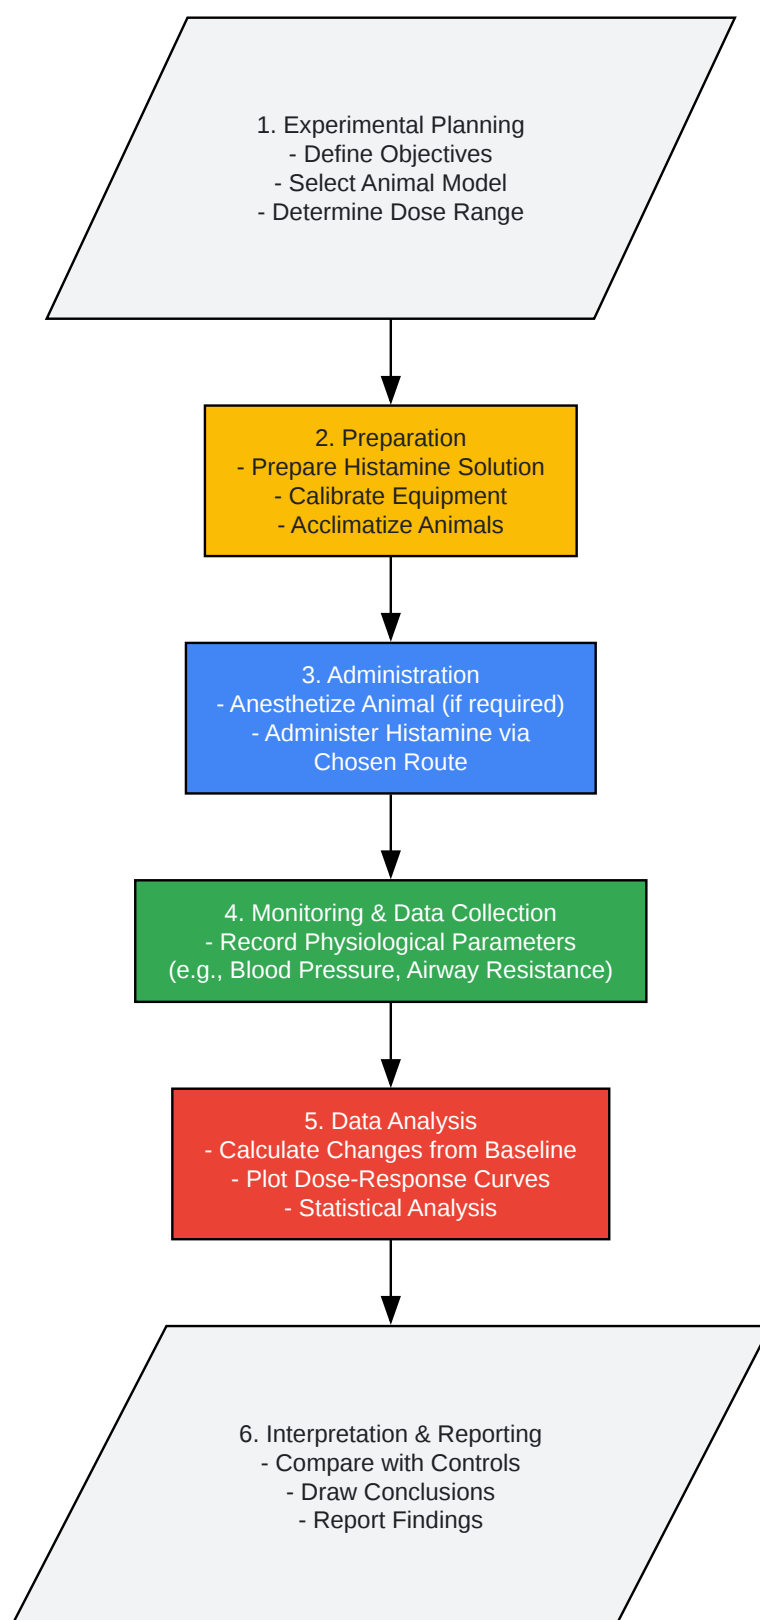 1. Experimental Planning
- Define Objectives
- Select Animal Model
- Determine Dose Range
2. Preparation
- Prepare Histamine Solution
- Calibrate Equipment
- Acclimatize Animals
3. Administration
- Anesthetize Animal (if required)
- Administer Histamine via
Chosen Route
4. Monitoring & Data Collection
- Record Physiological Parameters
(e.g., Blood Pressure, Airway Resistance)
5. Data Analysis
- Calculate Changes from Baseline
- Plot Dose-Response Curves
- Statistical Analysis
6. Interpretation & Reporting
- Compare with Controls
- Draw Conclusions
- Report Findings